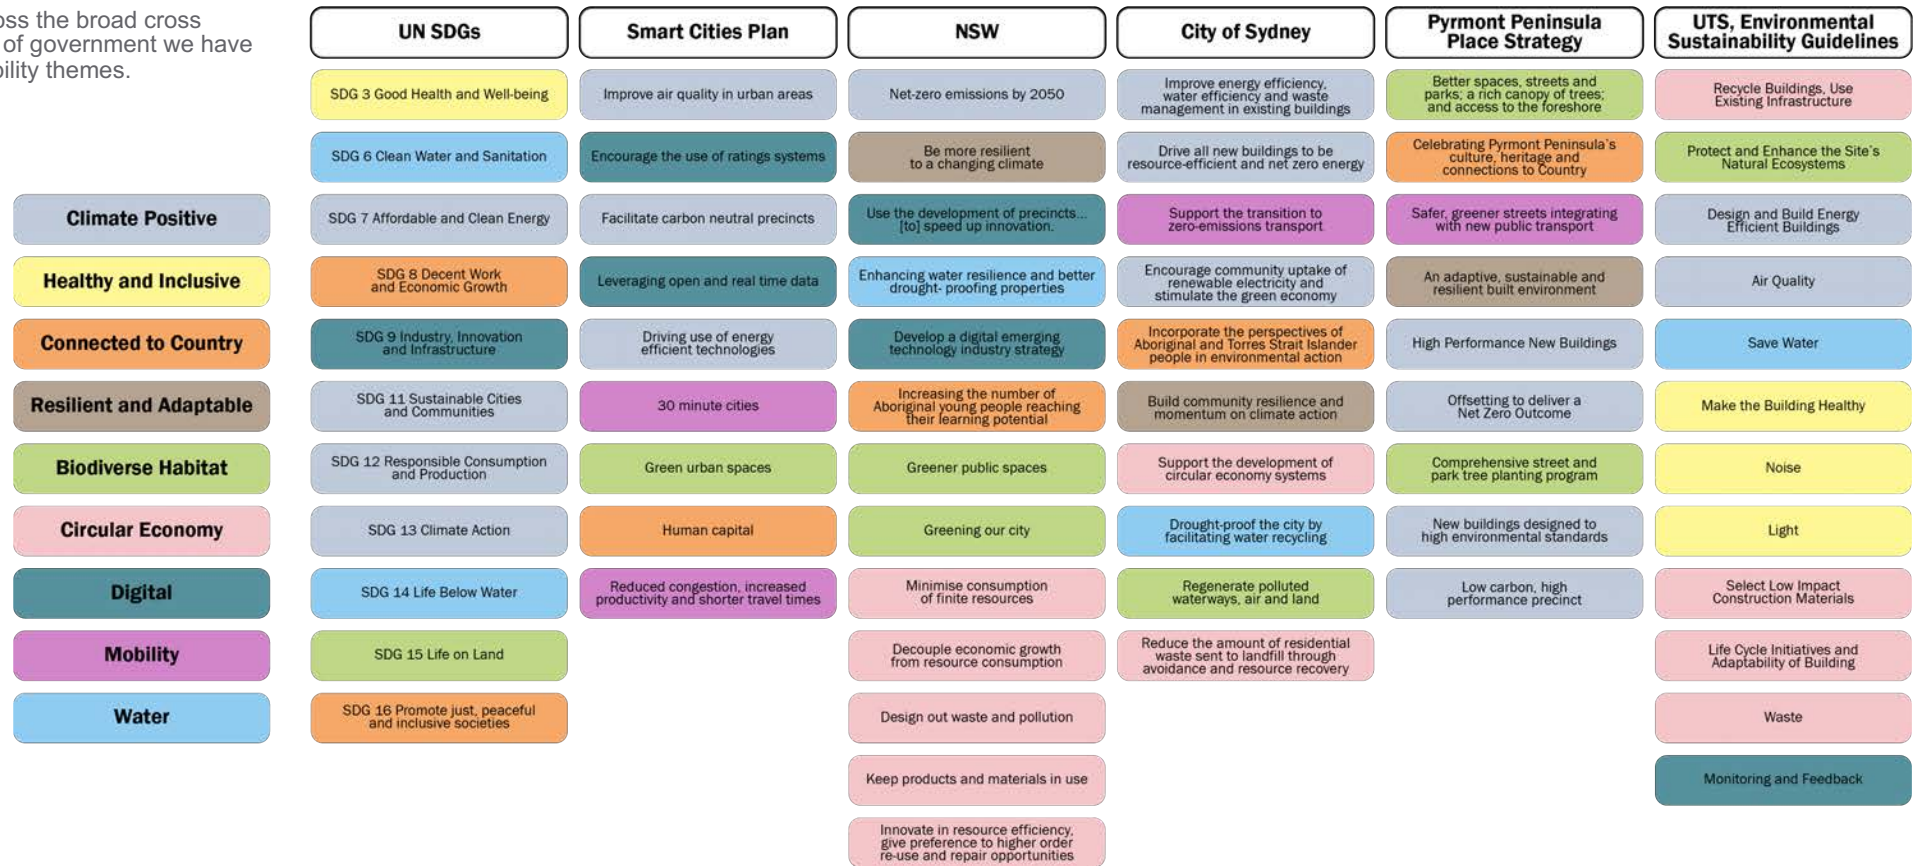 oss the broad cross
of government we have
bility themes.
Climate Positive
Healthy and Inclusive
Connected to Country
Resilient and Adaptable
Biodiverse Habitat
Circular Economy
Digital
Mobility
Water
UN SDGs
SDG 3 Good Health and Well-being
SDG 6 Clean Water and Sanitation
SDG 7 Affordable and Clean Energy
SDG 8 Decent Work
and Economic Growth
SDG 9 Industry, Innovation
and Infrastructure
SDG 11 Sustainable Cities
and Communities
SDG 12 Responsible Consumption
and Production
SDG 13 Climate Action
SDG 14 Life Below Water
SDG 15 Life on Land
SDG 16 Promote just, peaceful
and inclusive societies
Smart Cities Plan
Improve air quality in urban areas
Encourage the use of ratings systems
Facilitate carbon neutral precincts
Leveraging open and real time data
Driving use of energy
efficient technologies
30 minute cities
Green urban spaces
Human capital
Reduced congestion, increased
productivity and shorter travel times
NSW
Net-zero emissions by 2050
Be more resilient
to a changing climate
Use the development of precincts...
[to] speed up innovation.
Enhancing water resilience and better
drought- proofing properties
Develop a digital emerging
technology industry strategy
Increasing the number of
Aboriginal young people reaching
their learning potential
Greener public spaces
Greening our city
Minimise consumption
of finite resources
Decouple economic growth
from resource consumption
Design out waste and pollution
Keep products and materials in use
Innovate in resource efficiency,
give preference to higher order
re-use and repair opportunities
City of Sydney
Improve energy efficiency,
water efficiency and waste
management in existing buildings
Drive all new buildings to be
resource-efficient and net zero energy
Support the transition to
zero-emissions transport
Encourage community uptake of
renewable electricity and
stimulate the green economy
Incorporate the perspectives of
Aboriginal and Torres Strait Islander
people in environmental action
Build community resilience and
momentum on climate action
Support the development of
circular economy systems
Drought-proof the city by
facilitating water recycling
Regenerate polluted
waterways, air and land
Reduce the amount of residential
waste sent to landfill through
avoidance and resource recovery
Pyrmont Peninsula
Place Strategy
Better spaces, streets and
parks; a rich canopy of trees;
and access to the foreshore
Celebrating Pyrmont Peninsula's
culture, heritage and
connections to Country
Safer, greener streets integrating
with new public transport
An adaptive, sustainable and
resilient built environment
High Performance New Buildings
Offsetting to deliver a
Net Zero Outcome
Comprehensive street and
park tree planting program
New buildings designed to
high environmental standards
Low carbon, high
performance precinct
UTS, Environmental
Sustainability Guidelines
Recycle Buildings, Use
Existing Infrastructure
Protect and Enhance the Site's
Natural Ecosystems
Design and Build Energy
Efficient Buildings
Air Quality
Save Water
Make the Building Healthy
Noise
Light
Select Low Impact
Construction Materials
Life Cycle Initiatives and
Adaptability of Building
Waste
Monitoring and Feedback